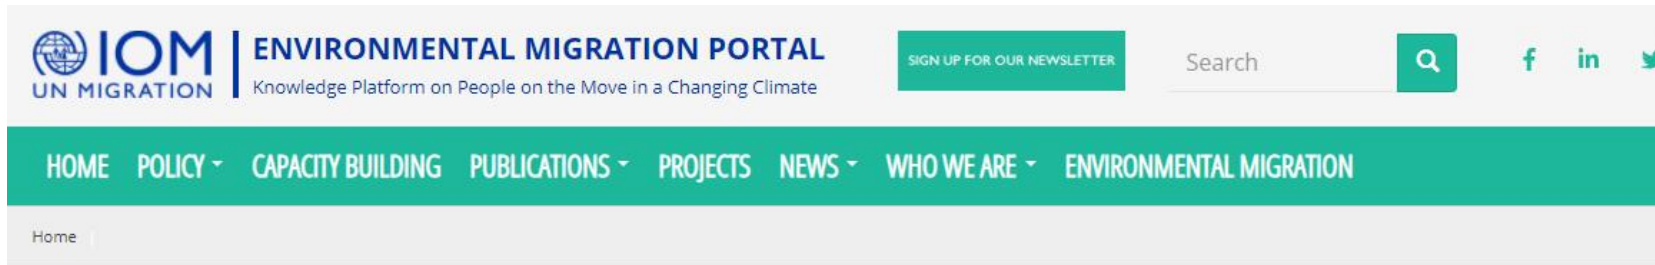 IOM
UN MIGRATION
ENVIRONMENTAL MIGRATION PORTAL
Knowledge Platform on People on the Move in a Changing Climate
SIGN UP FOR OUR NEWSLETTER
Search
HOME POLICY CAPACITY BUILDING PUBLICATIONS PROJECTS NEWS WHO WE ARE ENVIRONMENTAL MIGRATION
Home